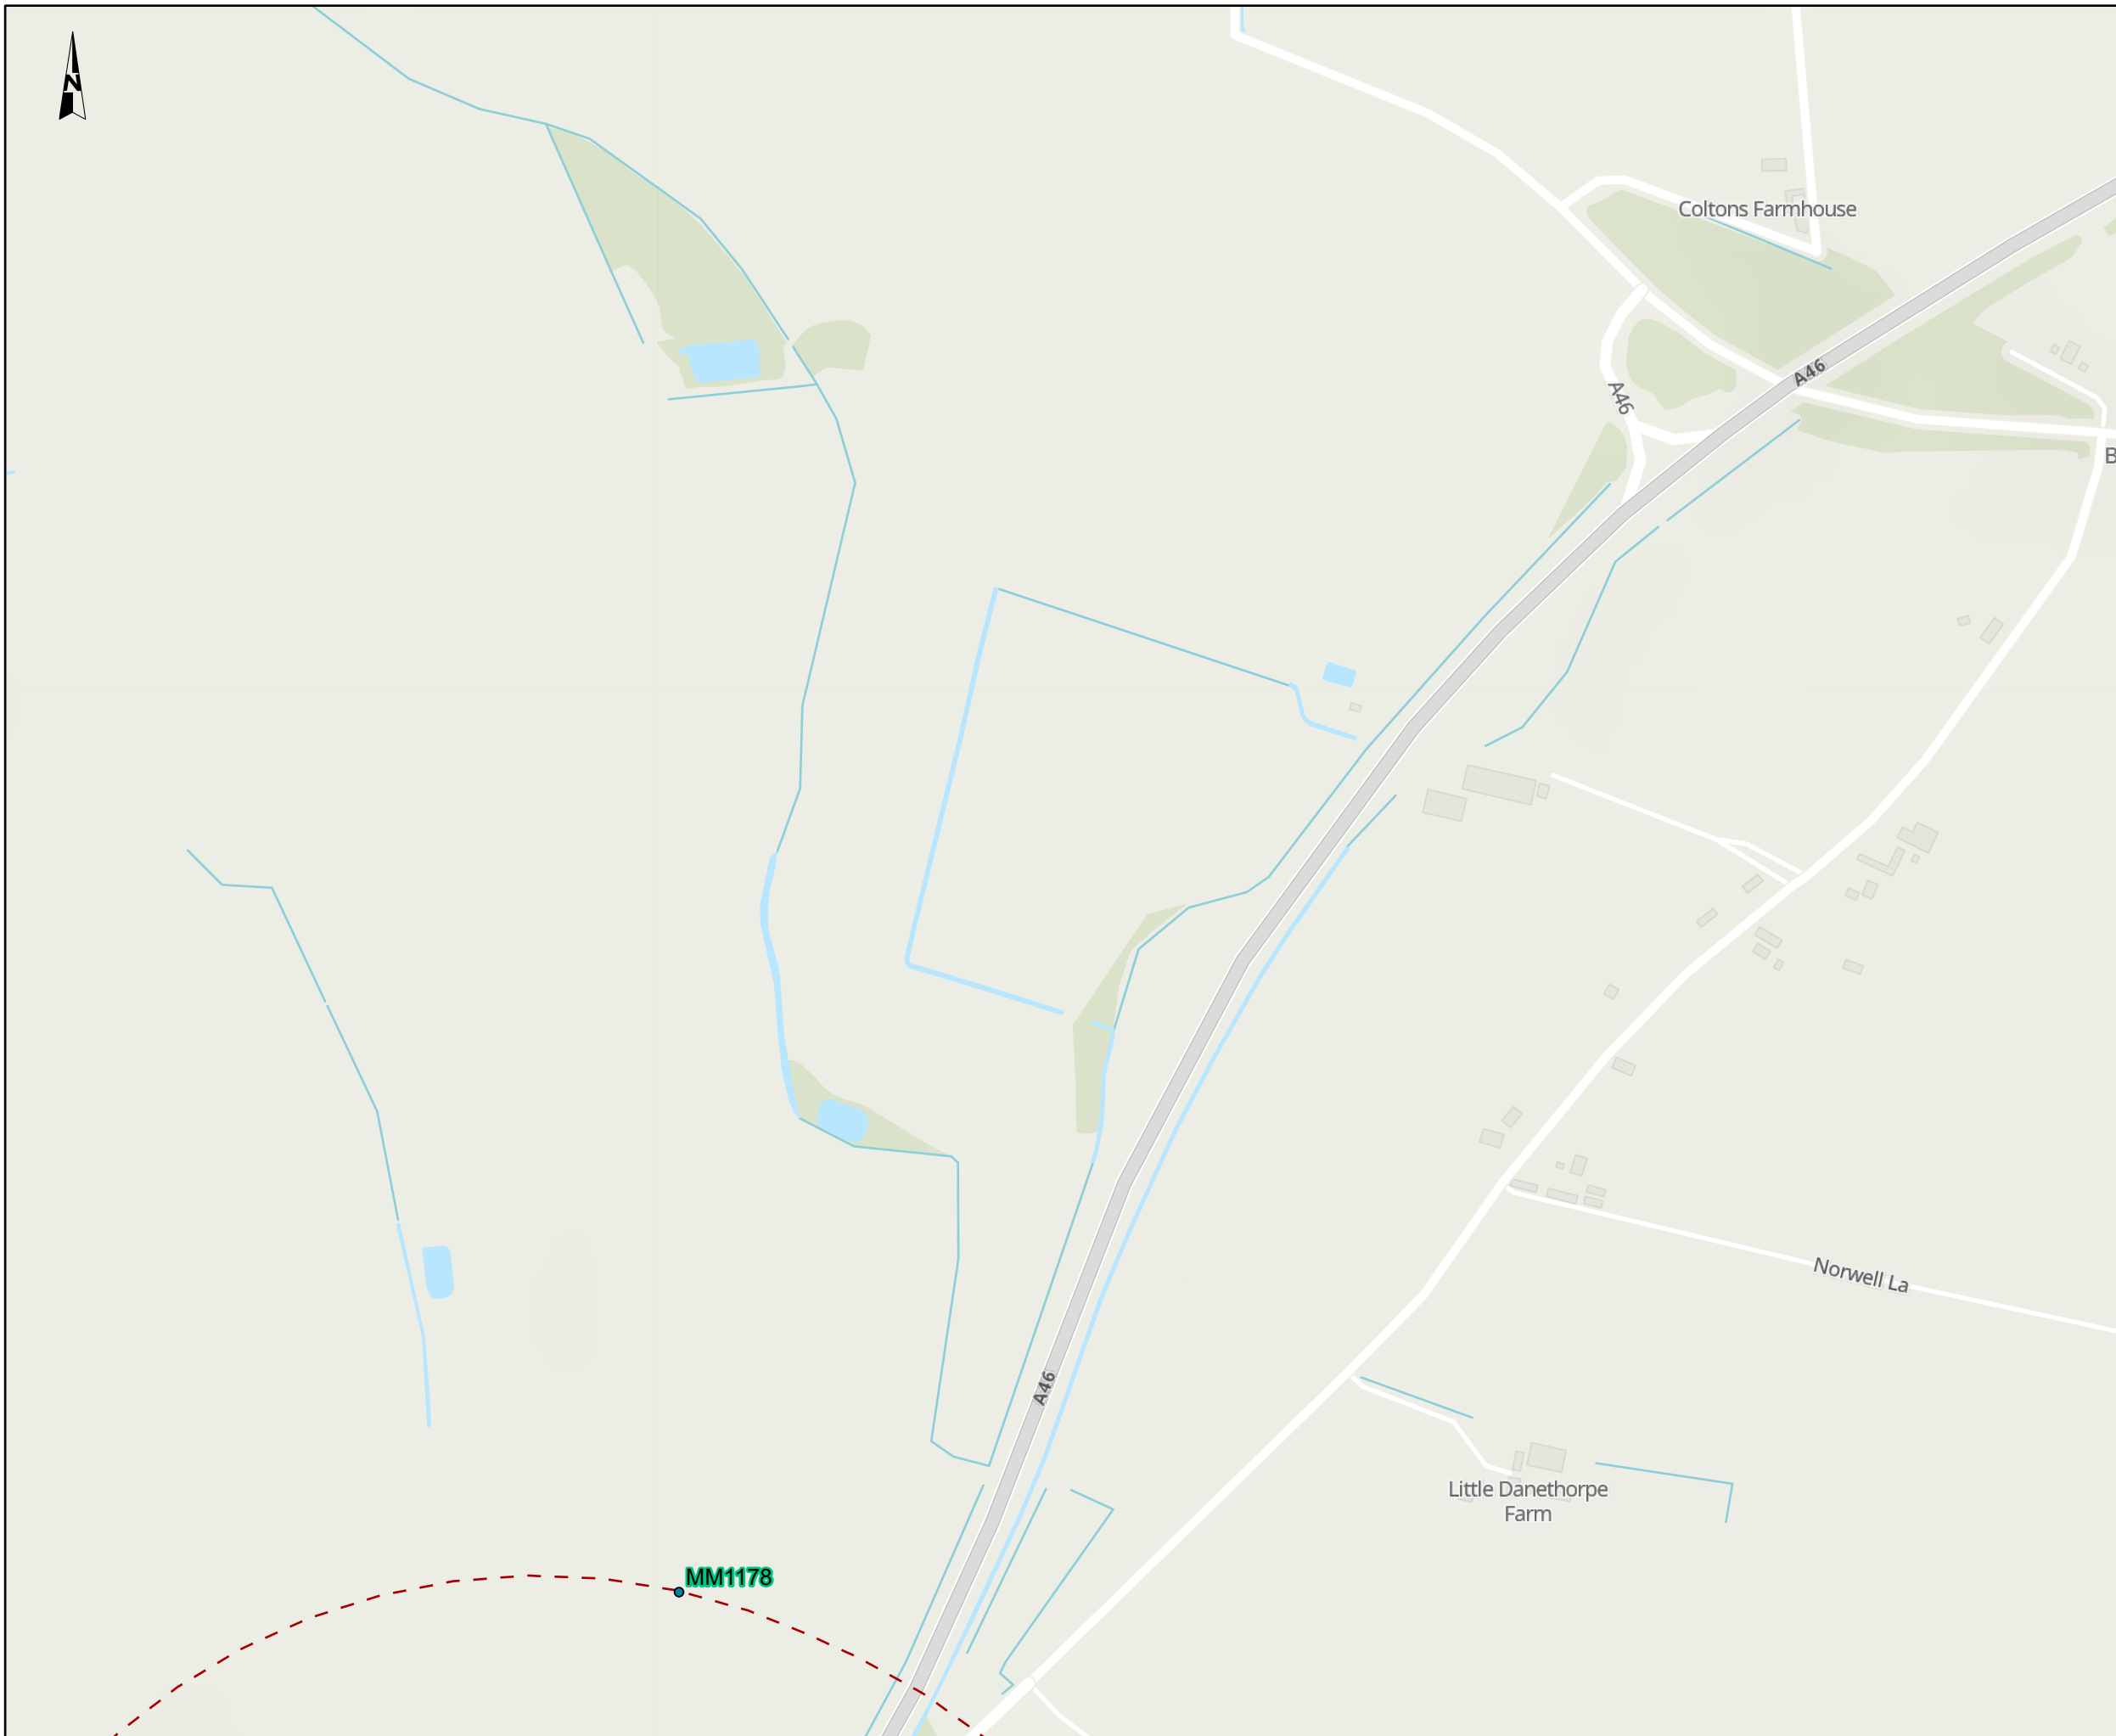 N
Coltons Farmhouse
A46
A46
B
Norwell La
A46
Little Danethorpe
Farm
MM1178